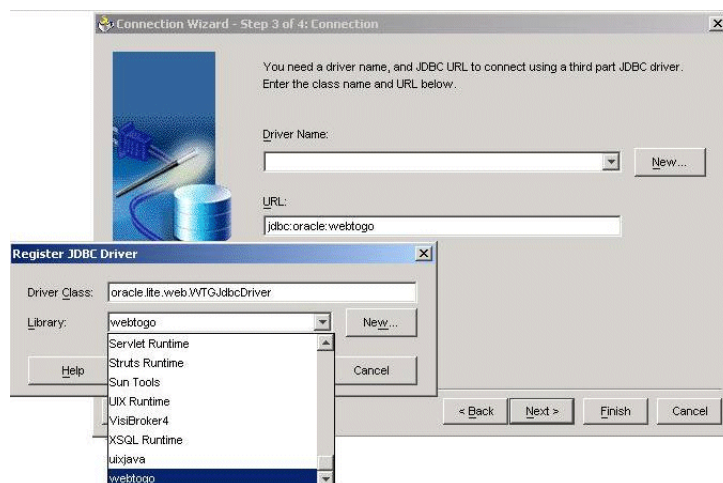 Connection Wizard - Step 3 of 4: Connection
You need a driver name, and JDBC URL to connect using a third part JDBC driver.
Enter the class name and URL below.
Driver Name:
New...
URL:
jdbc:oracle:webtogo
Register JDBC Driver
Driver Class: oracle.lite.web.WTGJdbcDriver
Library: webtogo New...
Servlet Runtime
Struts Runtime
Sun Tools
UIX Runtime
VisiBroker4
XSQL Runtime
uixjava
webtogo
Help Cancel
< Back Next > Finish Cancel